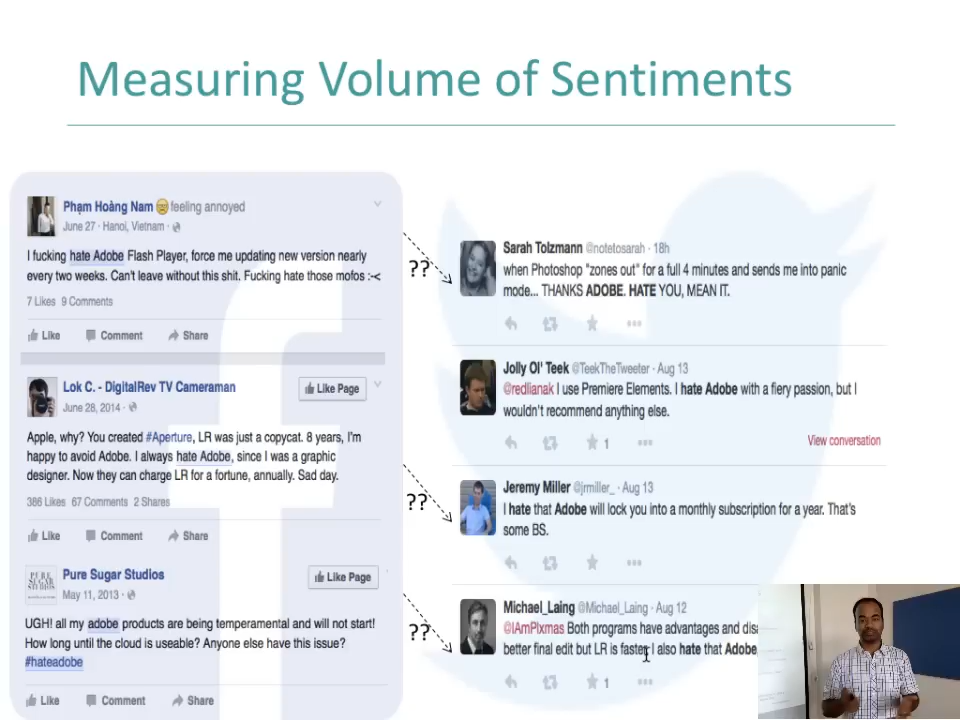 Measuring Volume of Sentiments
Phạm Hoàng Nam feeling annoyed
June 27 · Hanoi, Vietnam ·
I fucking hate Adobe Flash Player, force me updating new version nearly
every two weeks. Can't leave without this shit. Fucking hate those mofos :-<
7 Likes 9 Comments
Like Comment Share
Lok C. - DigitalRev TV Cameraman
Like Page
June 28, 2014 ·
Apple, why? You created #Aperture, LR was just a copycat. 8 years, I'm
happy to avoid Adobe. I always hate Adobe, since I was a graphic
designer. Now they can charge LR for a fortune, annually. Sad day.
386 Likes 67 Comments 2 Shares
Like Comment Share
PURE
SUGAR
STUDIOS
Pure Sugar Studios
Like Page
May 11, 2013 ·
UGH! all my adobe products are being temperamental and will not start!
How long until the cloud is useable? Anyone else have this issue?
#hateadobe
Like Comment Share
??
??
??
Sarah Tolzmann @notetosarah · 18h
when Photoshop "zones out" for a full 4 minutes and sends me into panic
mode... THANKS ADOBE. HATE YOU, MEAN IT.
Jolly Ol' Teek @TeekTheTweeter · Aug 13
@redlianak I use Premiere Elements. I hate Adobe with a fiery passion, but I
wouldn't recommend anything else.
1
View conversation
Jeremy Miller @jrmiller_ · Aug 13
I hate that Adobe will lock you into a monthly subscription for a year. That's
some BS.
Michael_Laing @Michael_Laing · Aug 12
@IAmPixmas Both programs have advantages and disa
better final edit but LR is faster. I also hate that Adobe
1